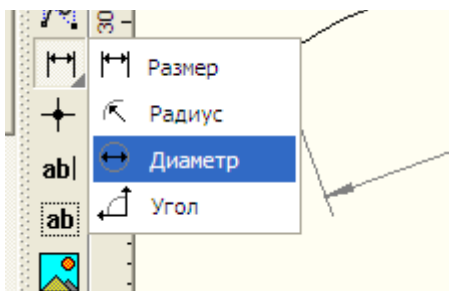 30
Размер
Радиус
Диаметр
ab|
Угол
ab